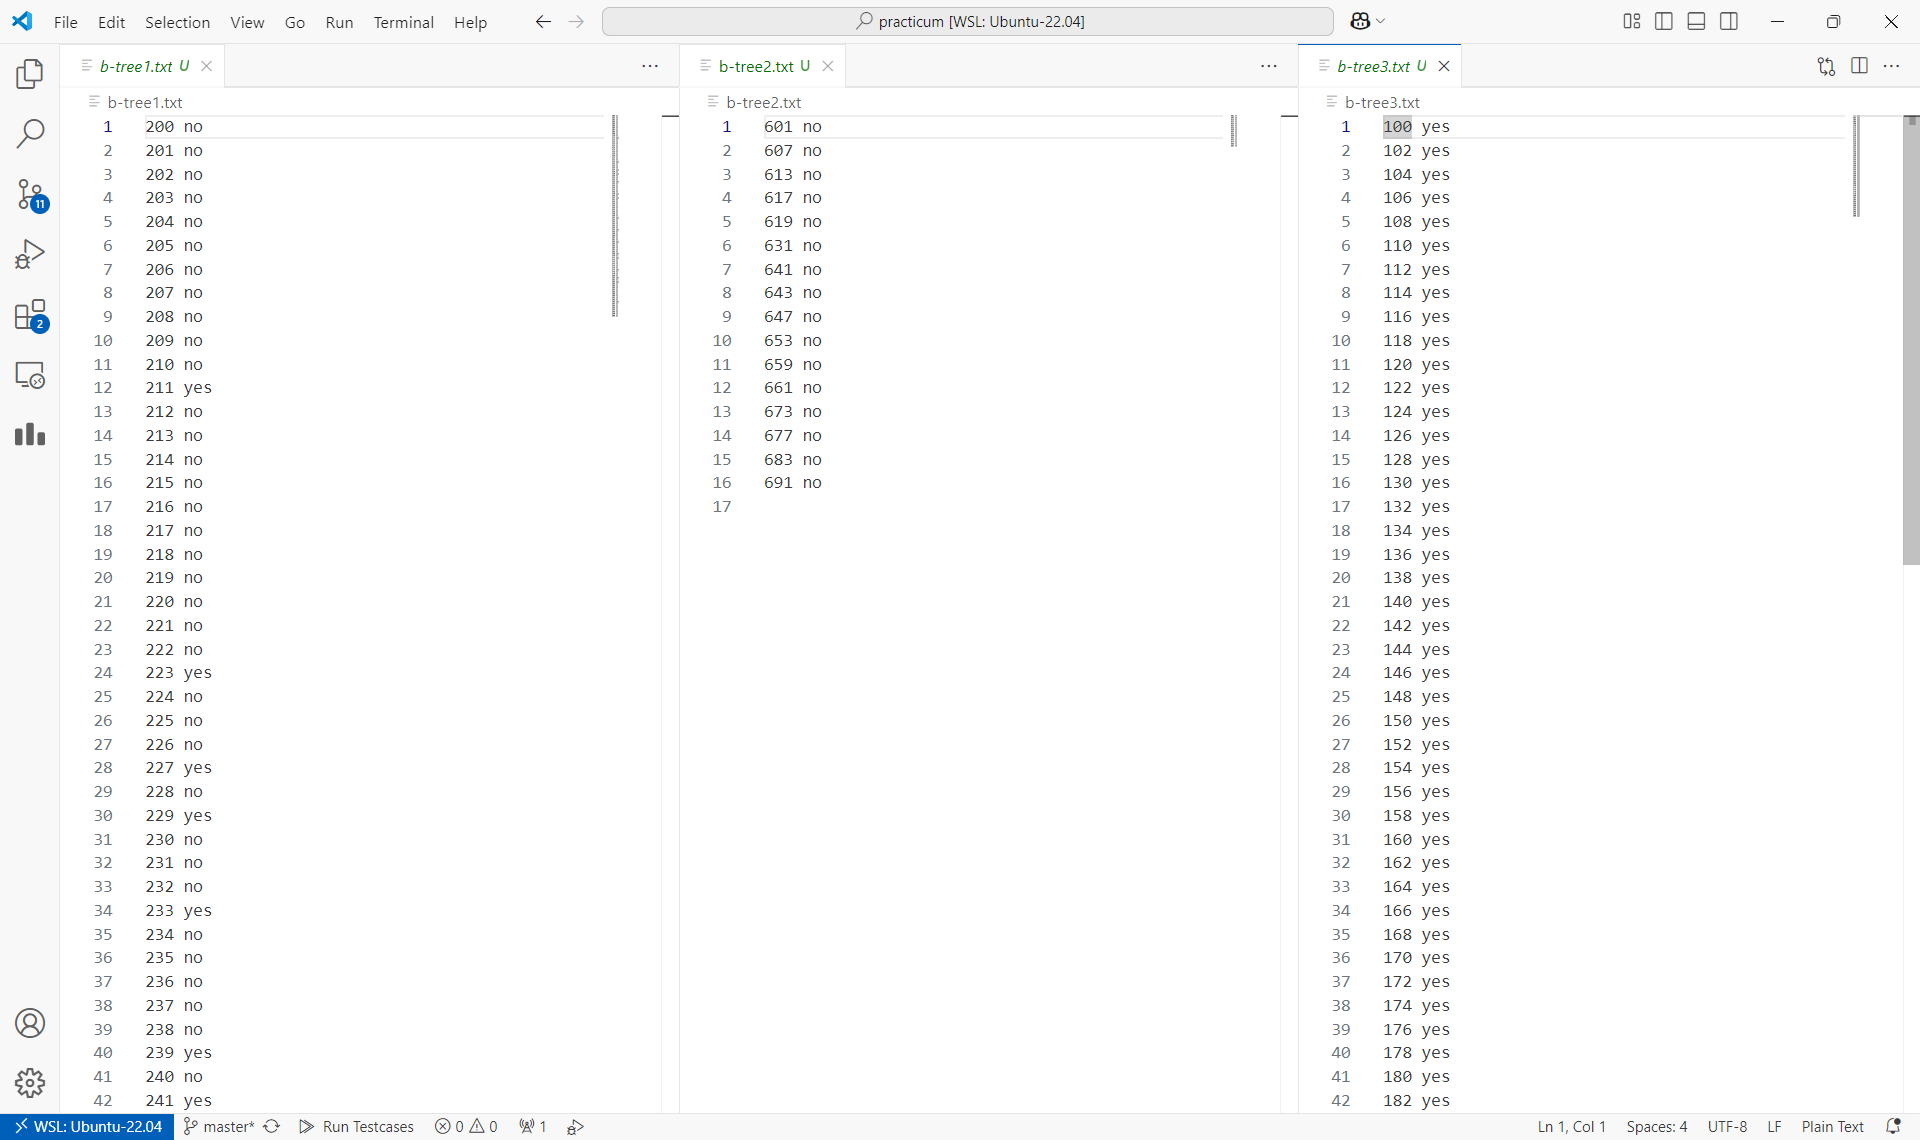 File Edit Selection View Go Run Terminal Help
practicum [WSL: Ubuntu-22.04]
b-tree1.txt U
b-tree1.txt
1 200 no
2 201 no
3 202 no
4 203 no
5 204 no
6 205 no
7 206 no
8 207 no
9 208 no
10 209 no
11 210 no
12 211 yes
13 212 no
14 213 no
15 214 no
16 215 no
17 216 no
18 217 no
19 218 no
20 219 no
21 220 no
22 221 no
23 222 no
24 223 yes
25 224 no
26 225 no
27 226 no
28 227 yes
29 228 no
30 229 yes
31 230 no
32 231 no
33 232 no
34 233 yes
35 234 no
36 235 no
37 236 no
38 237 no
39 238 no
40 239 yes
41 240 no
42 241 yes
b-tree2.txt U
b-tree2.txt
1 601 no
2 607 no
3 613 no
4 617 no
5 619 no
6 631 no
7 641 no
8 643 no
9 647 no
10 653 no
11 659 no
12 661 no
13 673 no
14 677 no
15 683 no
16 691 no
17
b-tree3.txt U
b-tree3.txt
1 100 yes
2 102 yes
3 104 yes
4 106 yes
5 108 yes
6 110 yes
7 112 yes
8 114 yes
9 116 yes
10 118 yes
11 120 yes
12 122 yes
13 124 yes
14 126 yes
15 128 yes
16 130 yes
17 132 yes
18 134 yes
19 136 yes
20 138 yes
21 140 yes
22 142 yes
23 144 yes
24 146 yes
25 148 yes
26 150 yes
27 152 yes
28 154 yes
29 156 yes
30 158 yes
31 160 yes
32 162 yes
33 164 yes
34 166 yes
35 168 yes
36 170 yes
37 172 yes
38 174 yes
39 176 yes
40 178 yes
41 180 yes
42 182 yes
11
2
WSL: Ubuntu-22.04 master* Run Testcases 0 0 1 Ln 1, Col 1 Spaces: 4 UTF-8 LF Plain Text